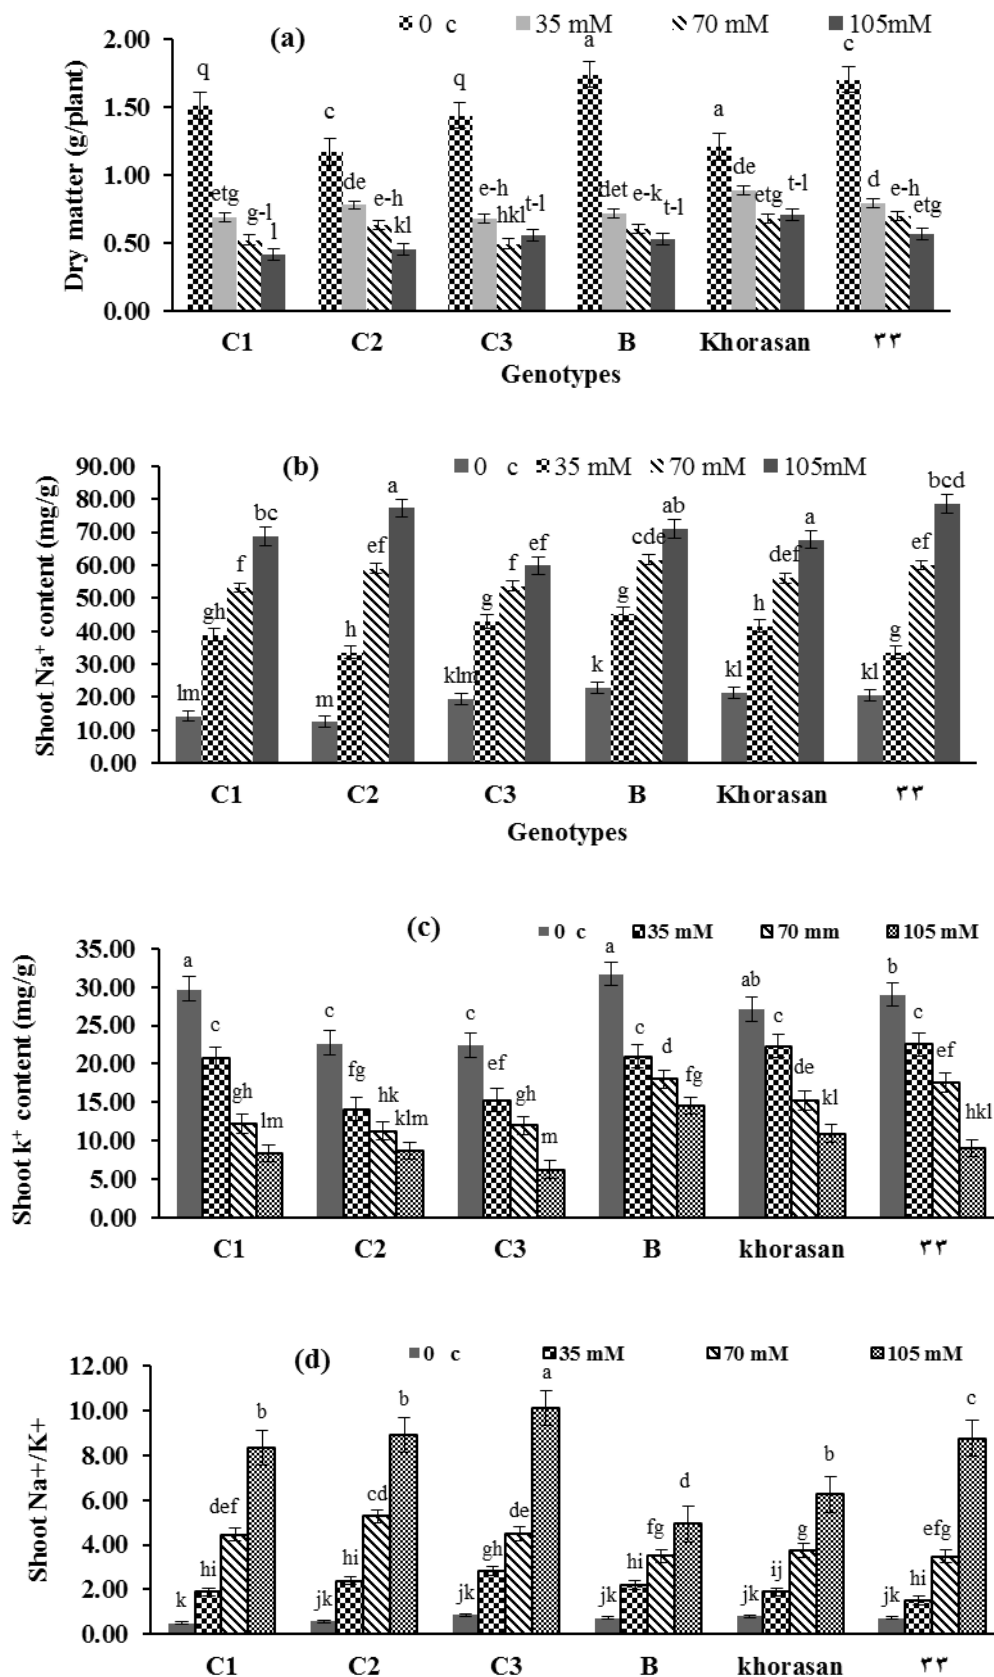 (a)
0 c 35 mM 70 mM 105mM
Dry matter (g/plant)
2.00
1.50
1.00
0.50
0.00
q etg g-l l
c de e-h kl
q e-h hkl t-l
a det e-k t-l
a de etg t-l
c d e-h etg
C1 C2 C3 B Khorasan ٣٣
Genotypes
(b)
0 c 35 mM 70 mM 105mM
Shoot Na⁺ content (mg/g)
90.00
80.00
70.00
60.00
50.00
40.00
30.00
20.00
10.00
0.00
lm gh f bc
m h ef a
klm g f ef
k g cde ab
kl h def a
kl g ef bcd
C1 C2 C3 B Khorasan ٣٣
Genotypes
(c)
0 c 35 mM 70 mm 105 mM
Shoot k⁺ content (mg/g)
35.00
30.00
25.00
20.00
15.00
10.00
5.00
0.00
a c gh lm
c fg hk klm
c ef gh m
a c d fg
ab c de kl
b c ef hkl
C1 C2 C3 B khorasan ٣٣
(d)
0 c 35 mM 70 mM 105 mM
Shoot Na+/K+
12.00
10.00
8.00
6.00
4.00
2.00
0.00
k hi def b
jk hi cd b
jk gh de a
jk hi fg d
jk ij g b
jk hi efg c
C1 C2 C3 B khorasan ٣٣